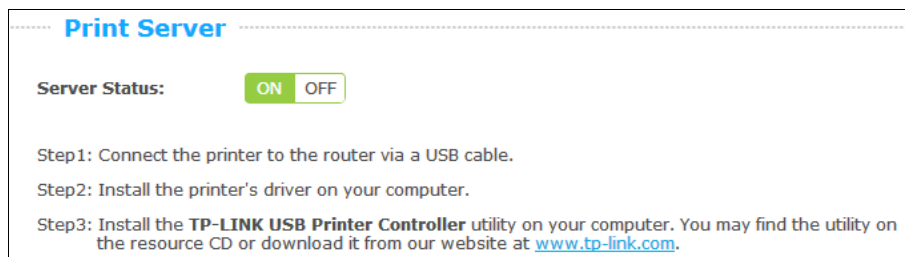 Print Server
Server Status: ON OFF
Step1: Connect the printer to the router via a USB cable.
Step2: Install the printer's driver on your computer.
Step3: Install the TP-LINK USB Printer Controller utility on your computer. You may find the utility on
the resource CD or download it from our website at www.tp-link.com.